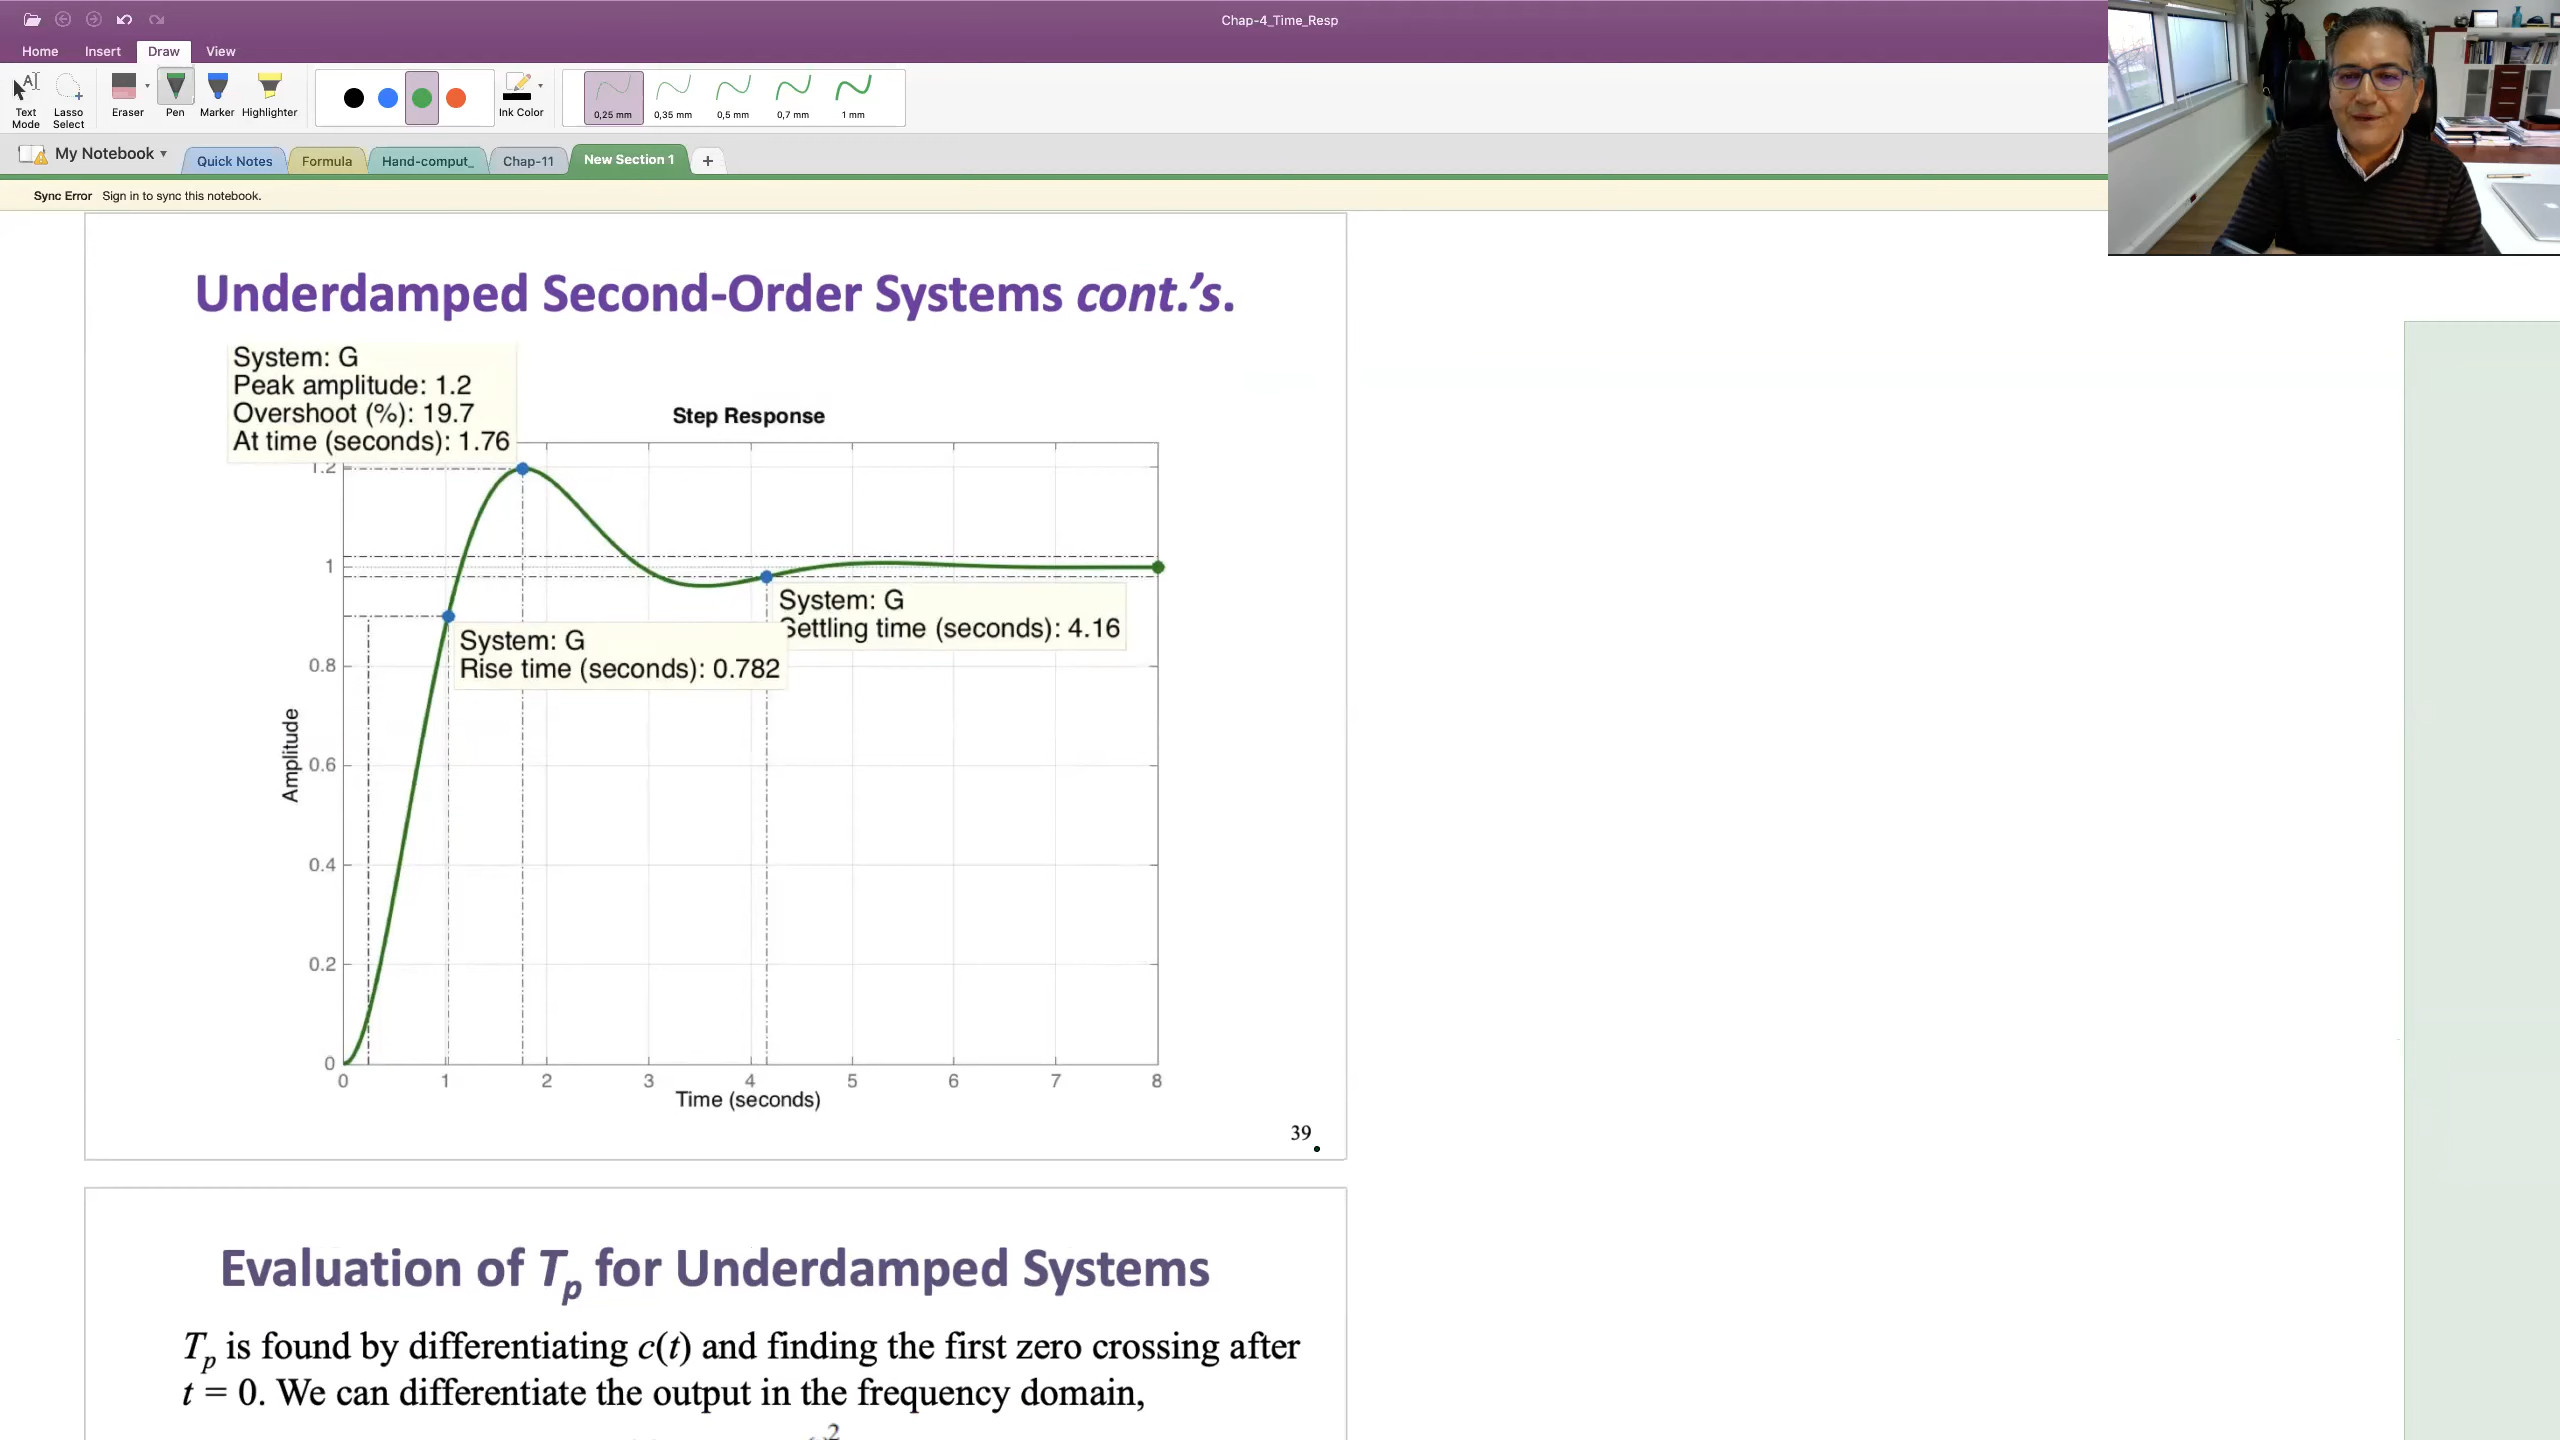 Chap-4_Time_Resp
Home Insert Draw View
Text Mode
Lasso Select
Eraser
Pen
Marker
Highlighter
Ink Color
0,25 mm 0,35 mm 0,5 mm 0,7 mm 1 mm
My Notebook
Quick Notes Formula Hand-comput_ Chap-11 New Section 1 +
Sync Error Sign in to sync this notebook.
Underdamped Second-Order Systems cont.'s.
System: G
Peak amplitude: 1.2
Overshoot (%): 19.7
At time (seconds): 1.76
Step Response
1.2
1
System: G
Settling time (seconds): 4.16
System: G
Rise time (seconds): 0.782
0.8
Amplitude
0.6
0.4
0.2
0
0 1 2 3 4 5 6 7 8
Time (seconds)
39
Evaluation of Tp for Underdamped Systems
Tp is found by differentiating c(t) and finding the first zero crossing after
t = 0. We can differentiate the output in the frequency domain,